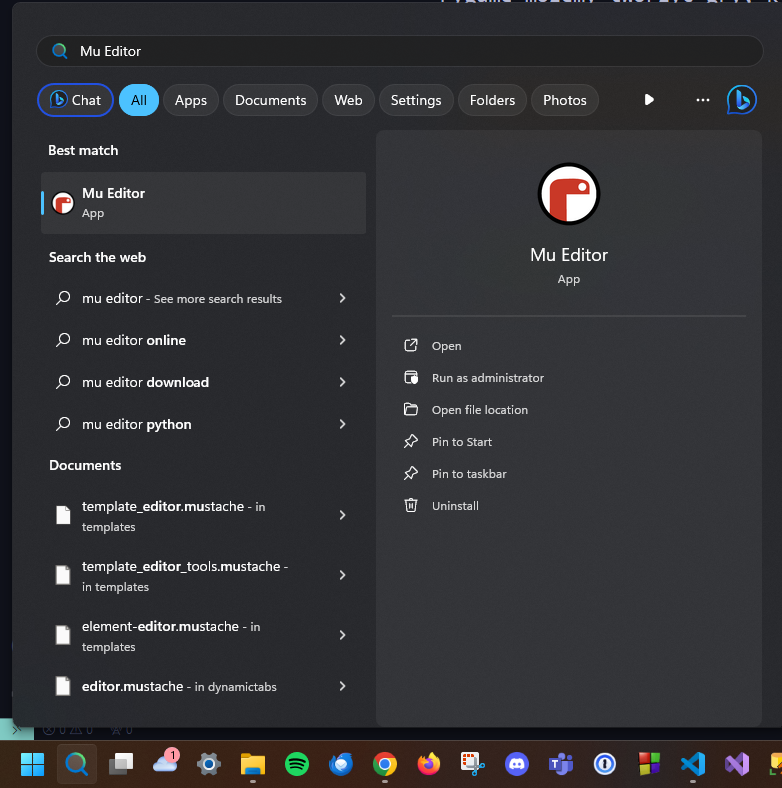 Mu Editor
Chat
All
Apps
Documents
Web
Settings
Folders
Photos
Best match
Mu Editor
App
Search the web
mu editor - See more search results
mu editor online
mu editor download
mu editor python
Documents
template_editor.mustache - in
templates
template_editor_tools.mustache -
in templates
element-editor.mustache - in
templates
editor.mustache - in dynamictabs
Mu Editor
App
Open
Run as administrator
Open file location
Pin to Start
Pin to taskbar
Uninstall
0 0 0
1